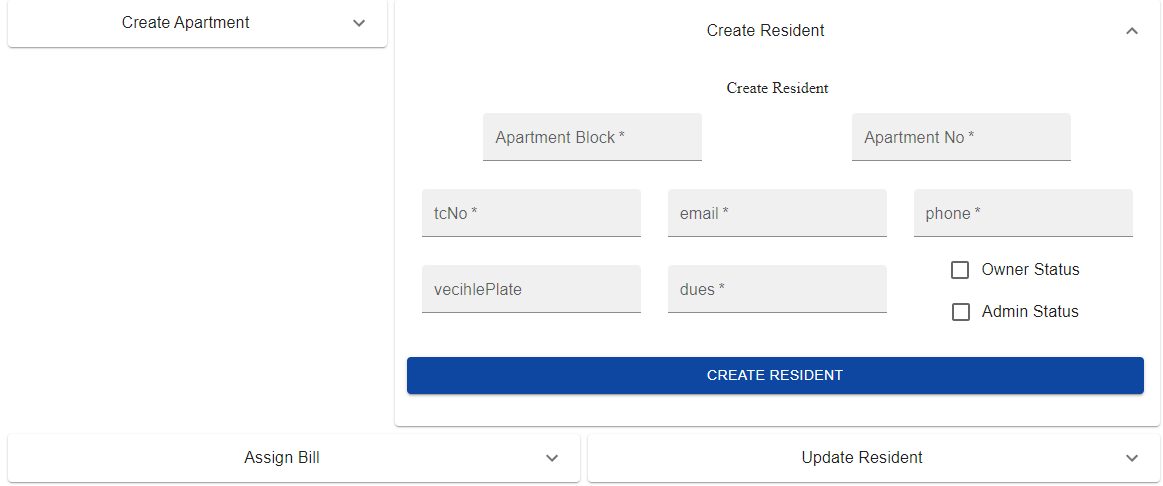 Create Apartment
Create Resident
Create Resident
Apartment Block *
Apartment No *
tcNo *
email *
phone *
vecihlePlate
dues *
Owner Status
Admin Status
CREATE RESIDENT
Assign Bill
Update Resident